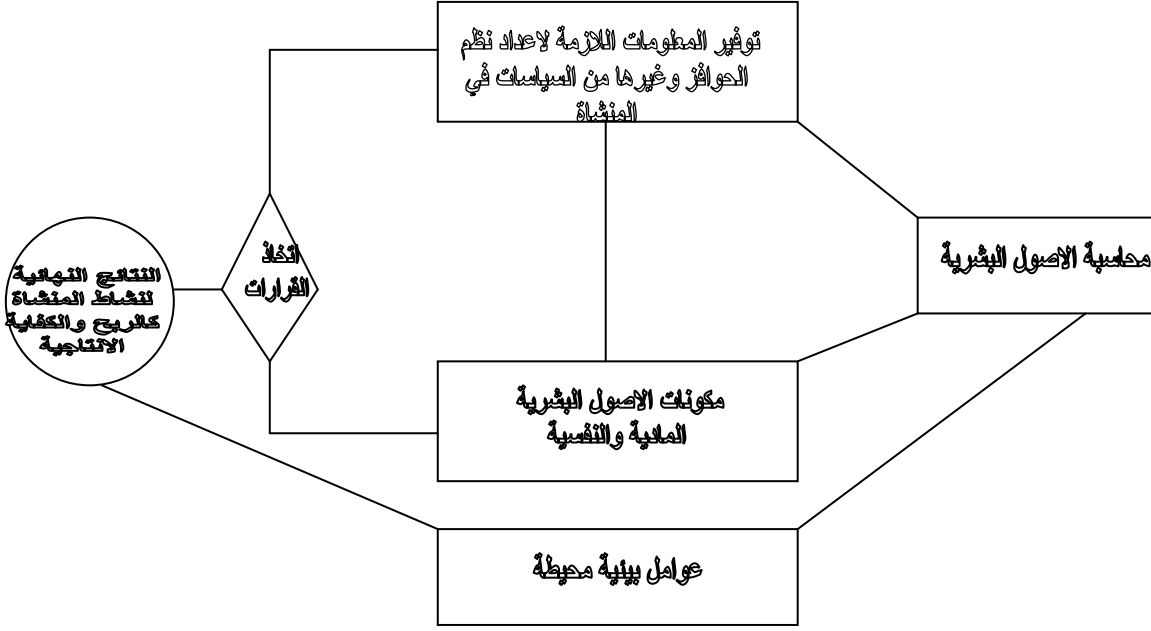 توفير المعلومات اللازمة لاعداد نظم
الحوافز وغيرها من السياسات في
المنشاة
محاسبة الاصول البشرية
اتخاذ
القرارات
النتائج النهائية
لنشاط المنشاة
كالربح والكفاية
الانتاجية
مكونات الاصول البشرية
المادية والنفسية
عوامل بيئية محيطة